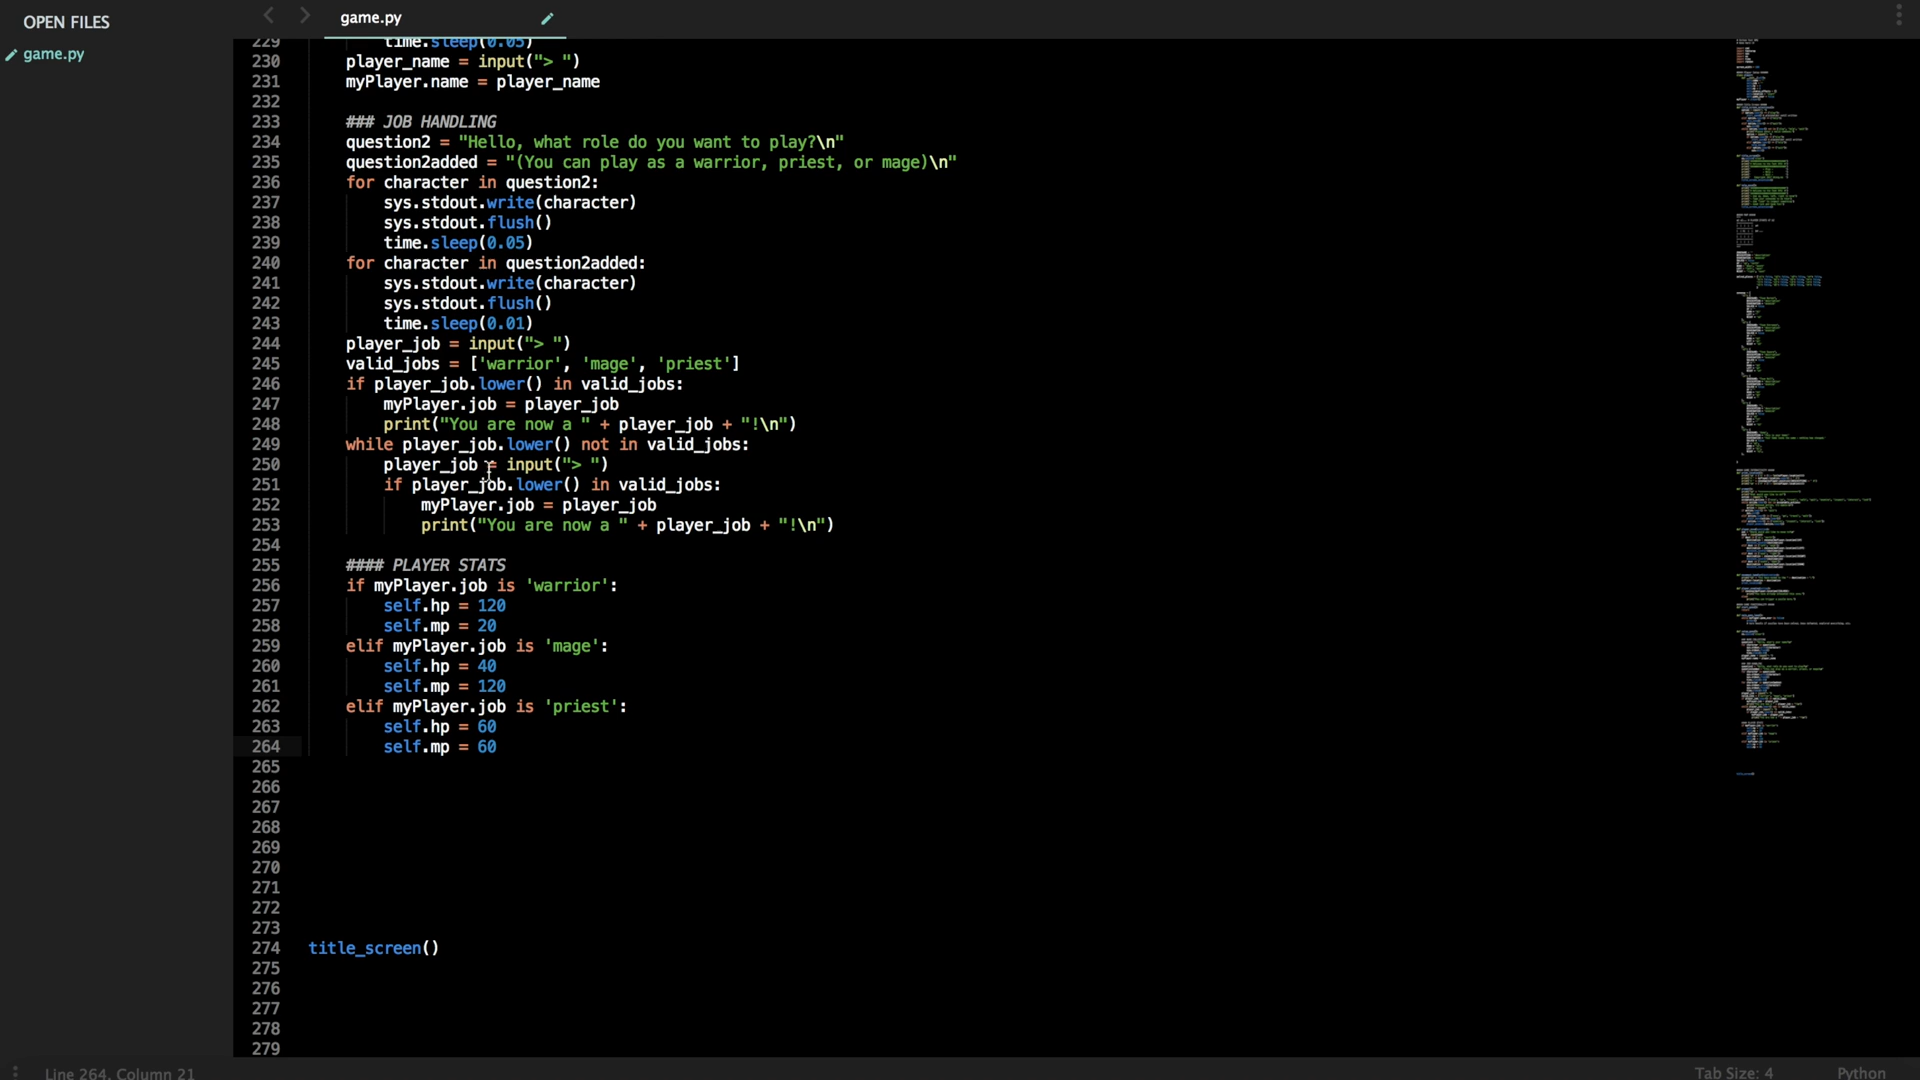 OPEN FILES
game.py
game.py
229 time.sleep(0.05)
230 player_name = input("> ")
231 myPlayer.name = player_name
232
233 ### JOB HANDLING
234 question2 = "Hello, what role do you want to play?\n"
235 question2added = "(You can play as a warrior, priest, or mage)\n"
236 for character in question2:
237 sys.stdout.write(character)
238 sys.stdout.flush()
239 time.sleep(0.05)
240 for character in question2added:
241 sys.stdout.write(character)
242 sys.stdout.flush()
243 time.sleep(0.01)
244 player_job = input("> ")
245 valid_jobs = ['warrior', 'mage', 'priest']
246 if player_job.lower() in valid_jobs:
247 myPlayer.job = player_job
248 print("You are now a " + player_job + "!\n")
249 while player_job.lower() not in valid_jobs:
250 player_job = input("> ")
251 if player_job.lower() in valid_jobs:
252 myPlayer.job = player_job
253 print("You are now a " + player_job + "!\n")
254
255 #### PLAYER STATS
256 if myPlayer.job is 'warrior':
257 self.hp = 120
258 self.mp = 20
259 elif myPlayer.job is 'mage':
260 self.hp = 40
261 self.mp = 120
262 elif myPlayer.job is 'priest':
263 self.hp = 60
264 self.mp = 60
265
266
267
268
269
270
271
272
273
274 title_screen()
275
276
277
278
279
Line 264, Column 21
Tab Size: 4
Python